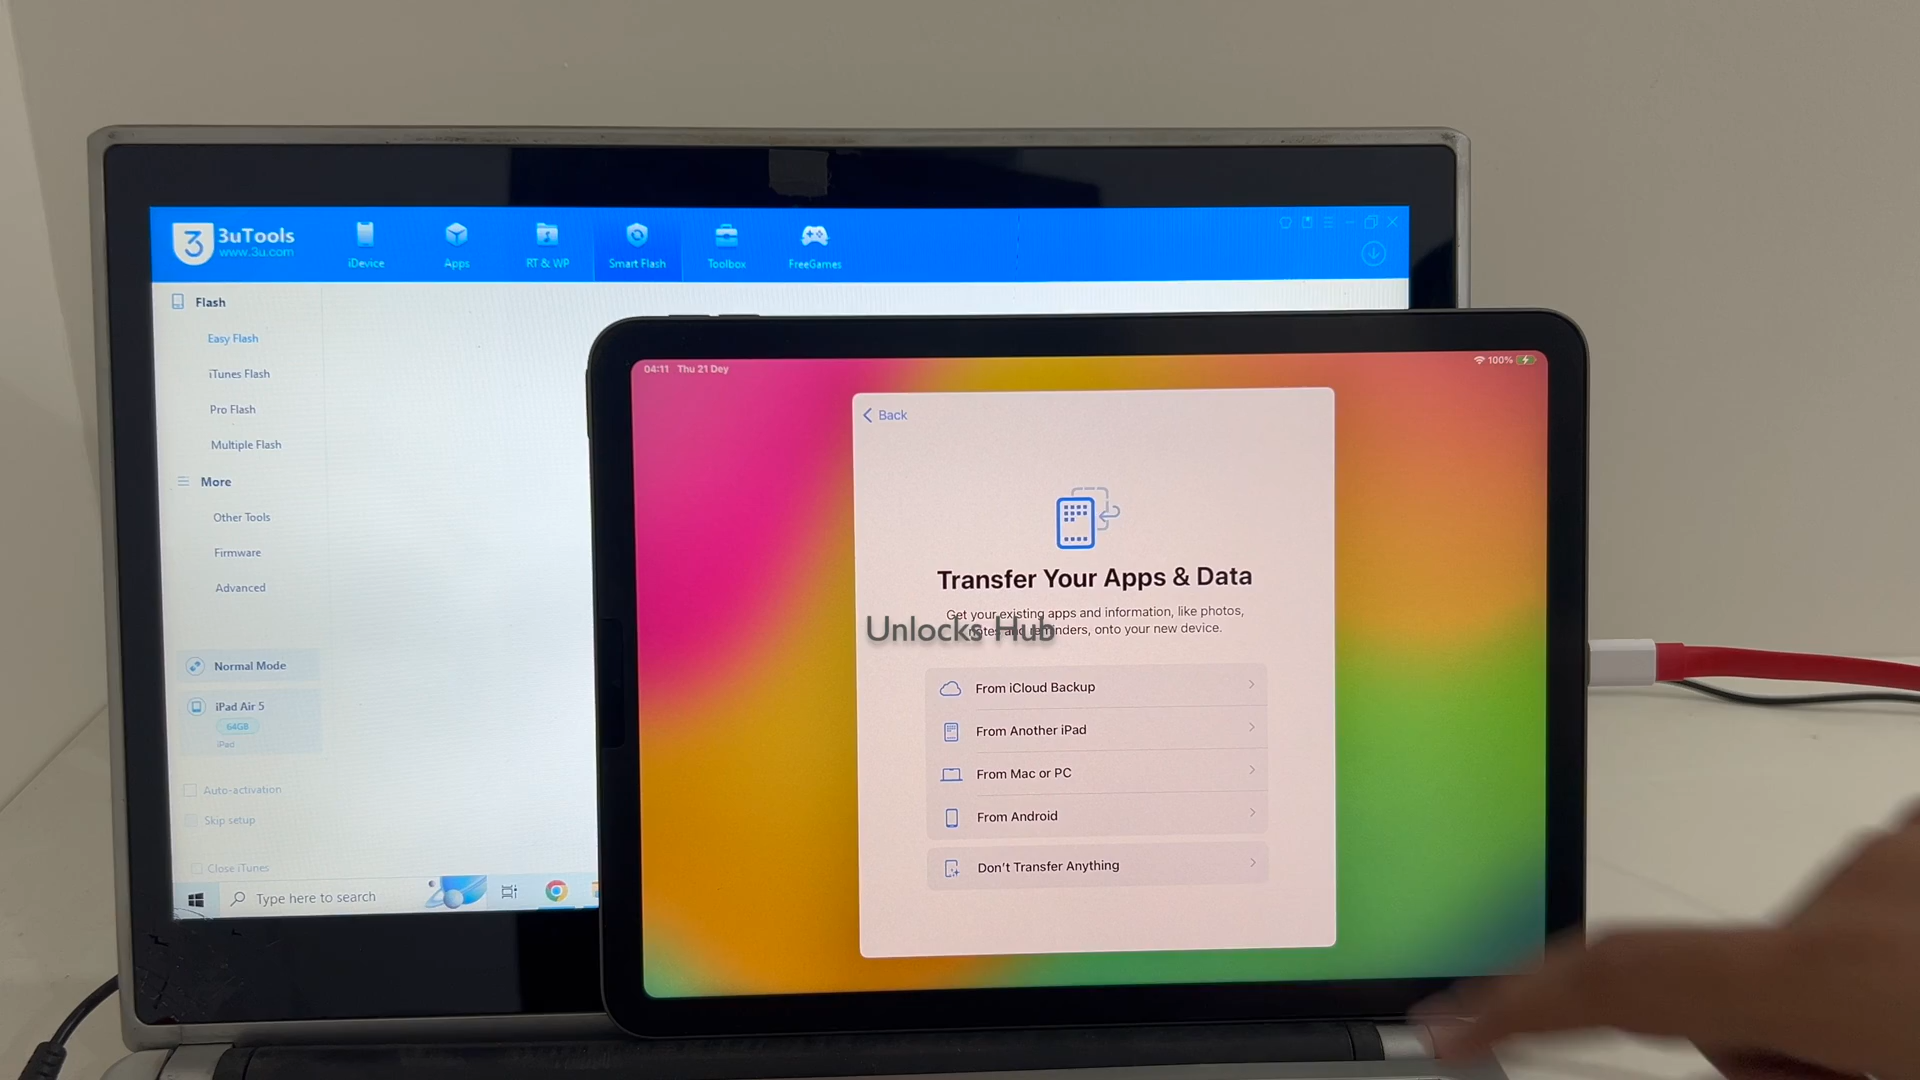 3uTools
www.3u.com
iDevice
Apps
RT & WP
Smart Flash
Toolbox
FreeGames
Flash
Easy Flash
iTunes Flash
Pro Flash
Multiple Flash
More
Other Tools
Firmware
Advanced
Normal Mode
iPad Air 5
64GB
iPad
Auto-activation
Skip setup
Close iTunes
Type here to search
04:11 Thu 21 Dey
100%
Back
Transfer Your Apps & Data
Get your existing apps and information, like photos,
notes and reminders, onto your new device.
Unlocks Hub
From iCloud Backup
From Another iPad
From Mac or PC
From Android
Don't Transfer Anything